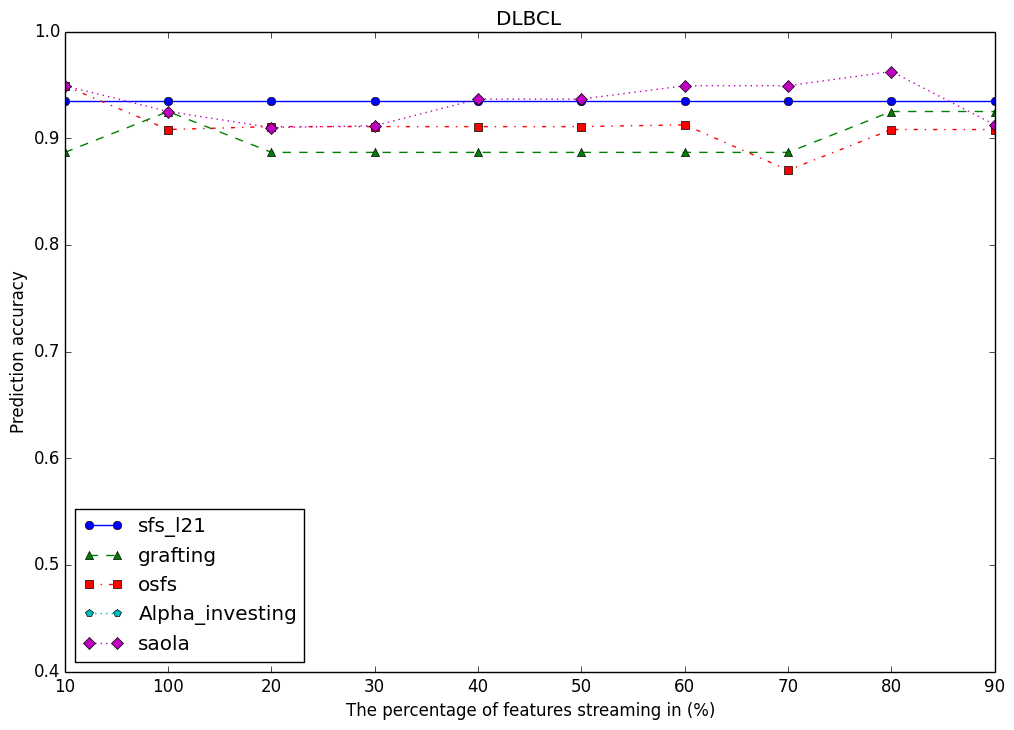 DLBCL
1.0
0.9
0.8
0.7
0.6
0.5
0.4
Prediction accuracy
sfs_l21
grafting
osfs
Alpha_investing
saola
10 100 20 30 40 50 60 70 80 90
The percentage of features streaming in (%)